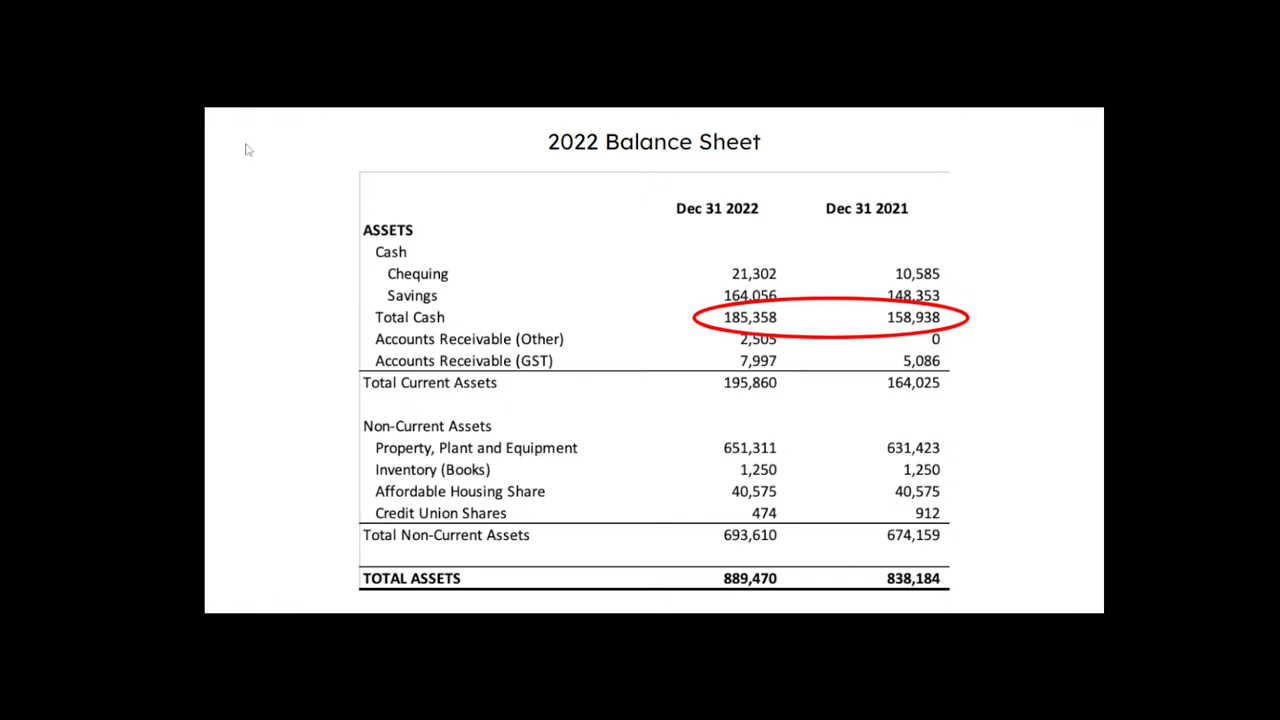 2022 Balance Sheet
Dec 31 2022 Dec 31 2021
ASSETS
Cash
Chequing 21,302 10,585
Savings 164,056 148,353
Total Cash 185,358 158,938
Accounts Receivable (Other) 2,505 0
Accounts Receivable (GST) 7,997 5,086
Total Current Assets 195,860 164,025
Non-Current Assets
Property, Plant and Equipment 651,311 631,423
Inventory (Books) 1,250 1,250
Affordable Housing Share 40,575 40,575
Credit Union Shares 474 912
Total Non-Current Assets 693,610 674,159
TOTAL ASSETS 889,470 838,184